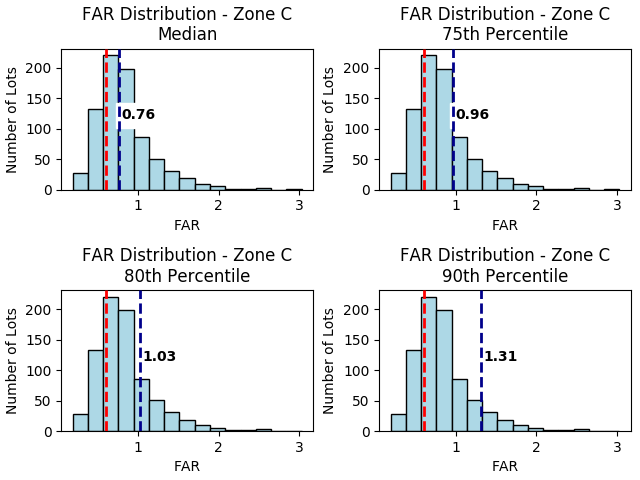 FAR Distribution - Zone C
Median
Number of Lots
200
150
100
50
0
0.76
1
2
3
FAR
FAR Distribution - Zone C
75th Percentile
Number of Lots
200
150
100
50
0
0.96
1
2
3
FAR
FAR Distribution - Zone C
80th Percentile
Number of Lots
200
150
100
50
0
1.03
1
2
3
FAR
FAR Distribution - Zone C
90th Percentile
Number of Lots
200
150
100
50
0
1.31
1
2
3
FAR